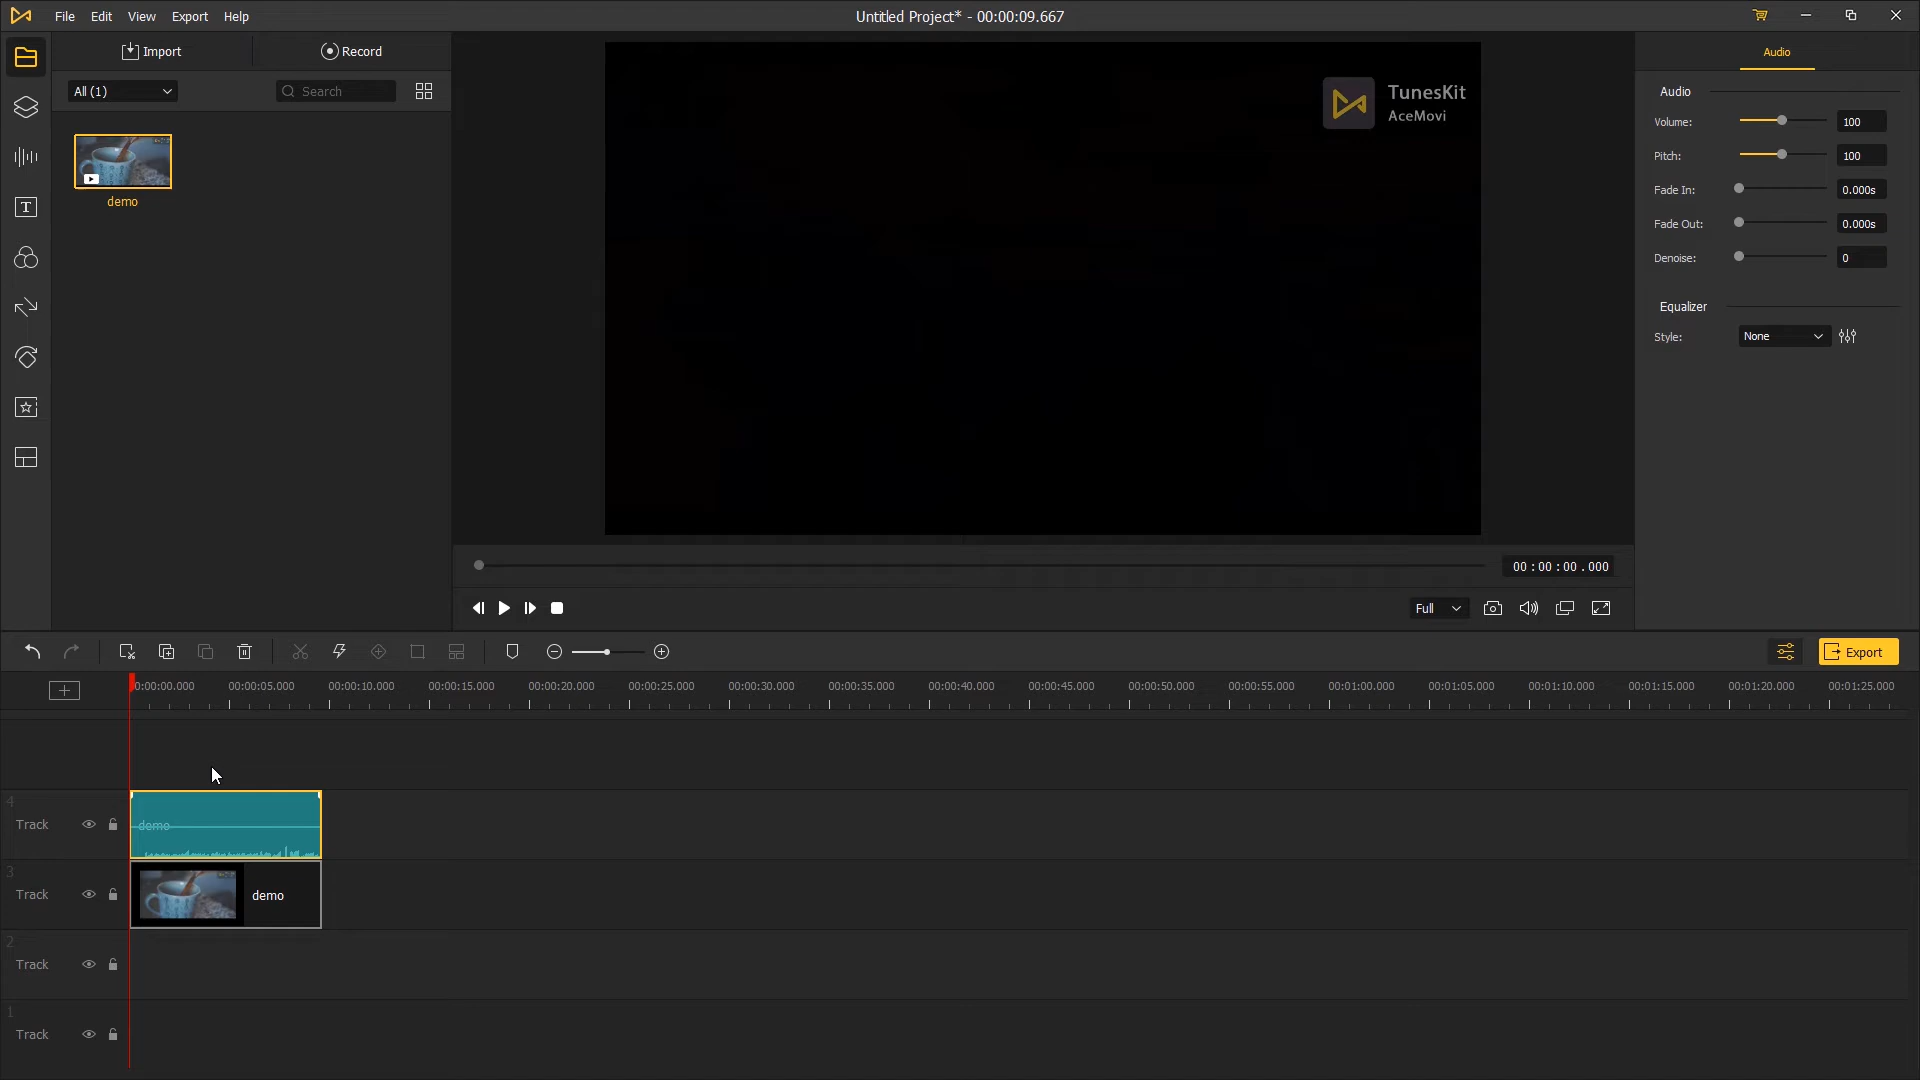 File Edit View Export Help
Untitled Project* - 00:00:09.667
Import Record
All (1) Search
demo
TunesKit
AceMovi
Audio
Audio
Volume: 100
Pitch: 100
Fade In: 0.000s
Fade Out: 0.000s
Denoise: 0
Equalizer
Style: None
00 : 00 : 00 .000
Full
Export
0:00:00.000 00:00:05.000 00:00:10.000 00:00:15.000 00:00:20.000 00:00:25.000 00:00:30.000 00:00:35.000 00:00:40.000 00:00:45.000 00:00:50.000 00:00:55.000 00:01:00.000 00:01:05.000 00:01:10.000 00:01:15.000 00:01:20.000 00:01:25.000
4
Track demo
3
Track demo
2
Track
1
Track